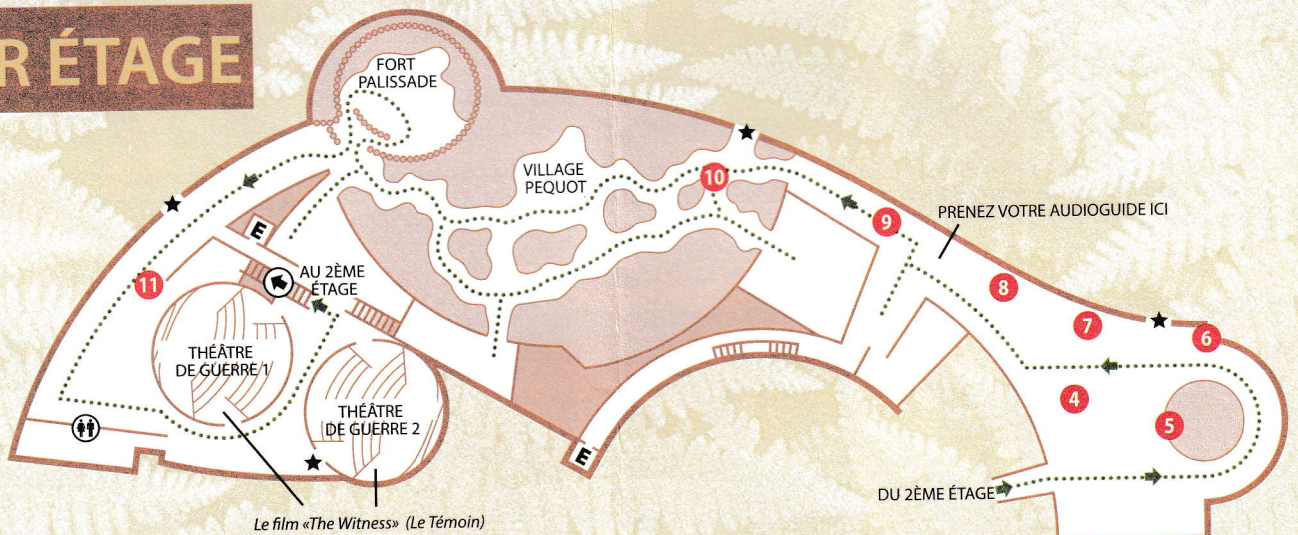 R ÉTAGE
FORT
PALISSADE
VILLAGE
PEQUOT
10
9
PRENEZ VOTRE AUDIOGUIDE ICI
8
7
6
E
AU 2ÈME
ÉTAGE
11
THÉÂTRE
DE GUERRE 1
THÉÂTRE
DE GUERRE 2
4
5
E
DU 2ÈME ÉTAGE
Le film «The Witness» (Le Témoin)